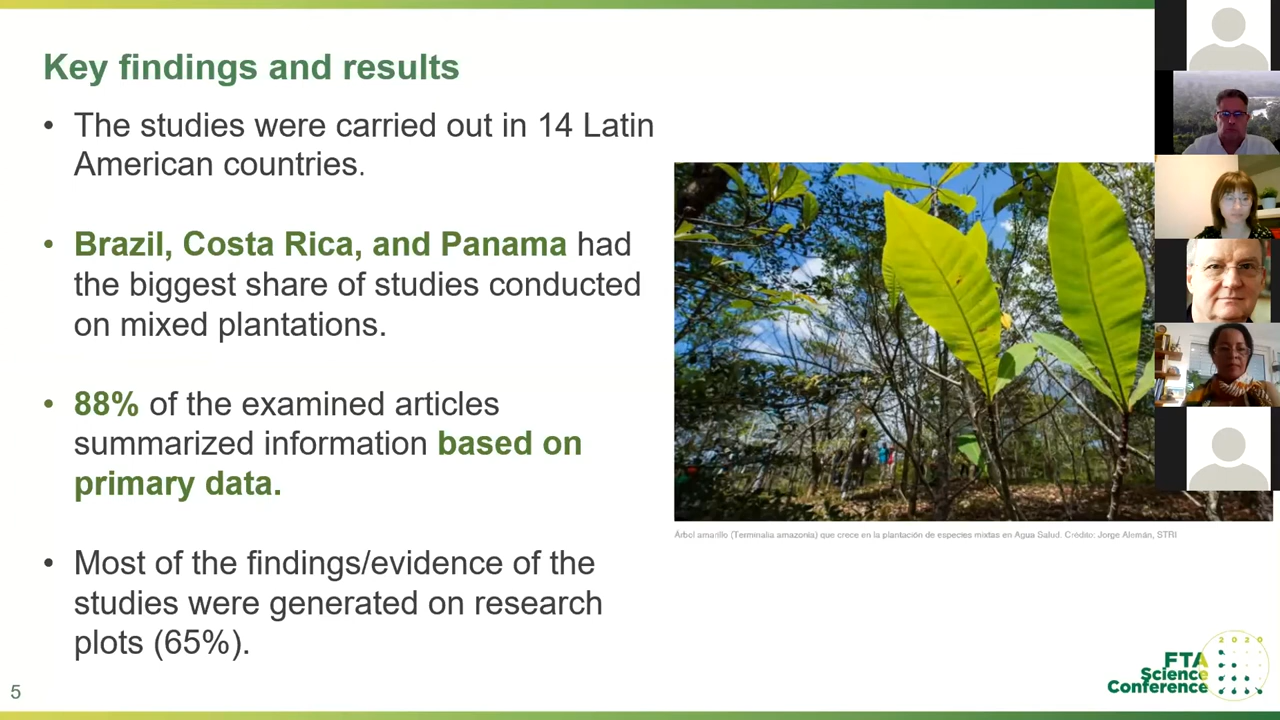 Key findings and results
• The studies were carried out in 14 Latin
American countries.
• Brazil, Costa Rica, and Panama had
the biggest share of studies conducted
on mixed plantations.
• 88% of the examined articles
summarized information based on
primary data.
• Most of the findings/evidence of the
studies were generated on research
plots (65%).
Árbol amarillo (Terminalia amazonia) que crece en la plantación de especies mixtas en Agua Salud. Crédito: Jorge Alemán, STRI
5
2020
FTA
Science
Conference